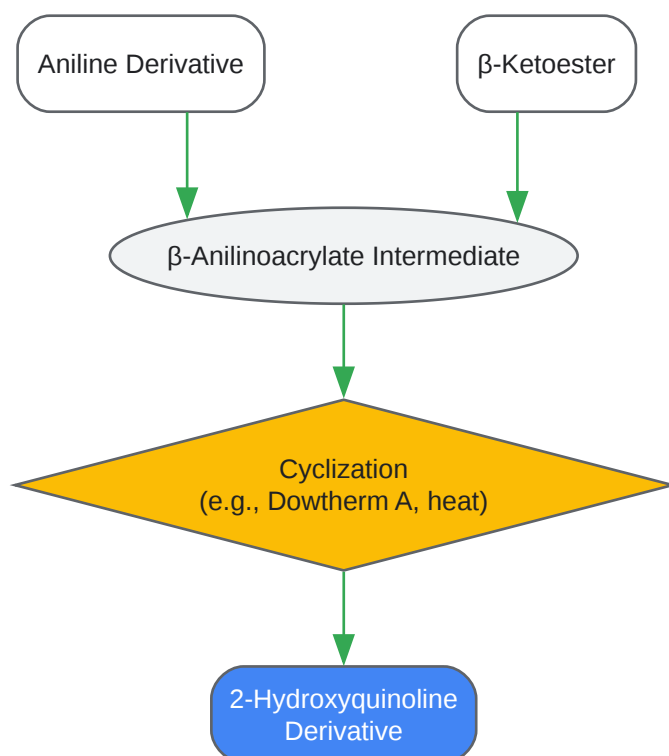 Aniline Derivative
β-Ketoester
β-Anilinoacrylate Intermediate
Cyclization
(e.g., Dowtherm A, heat)
2-Hydroxyquinoline
Derivative